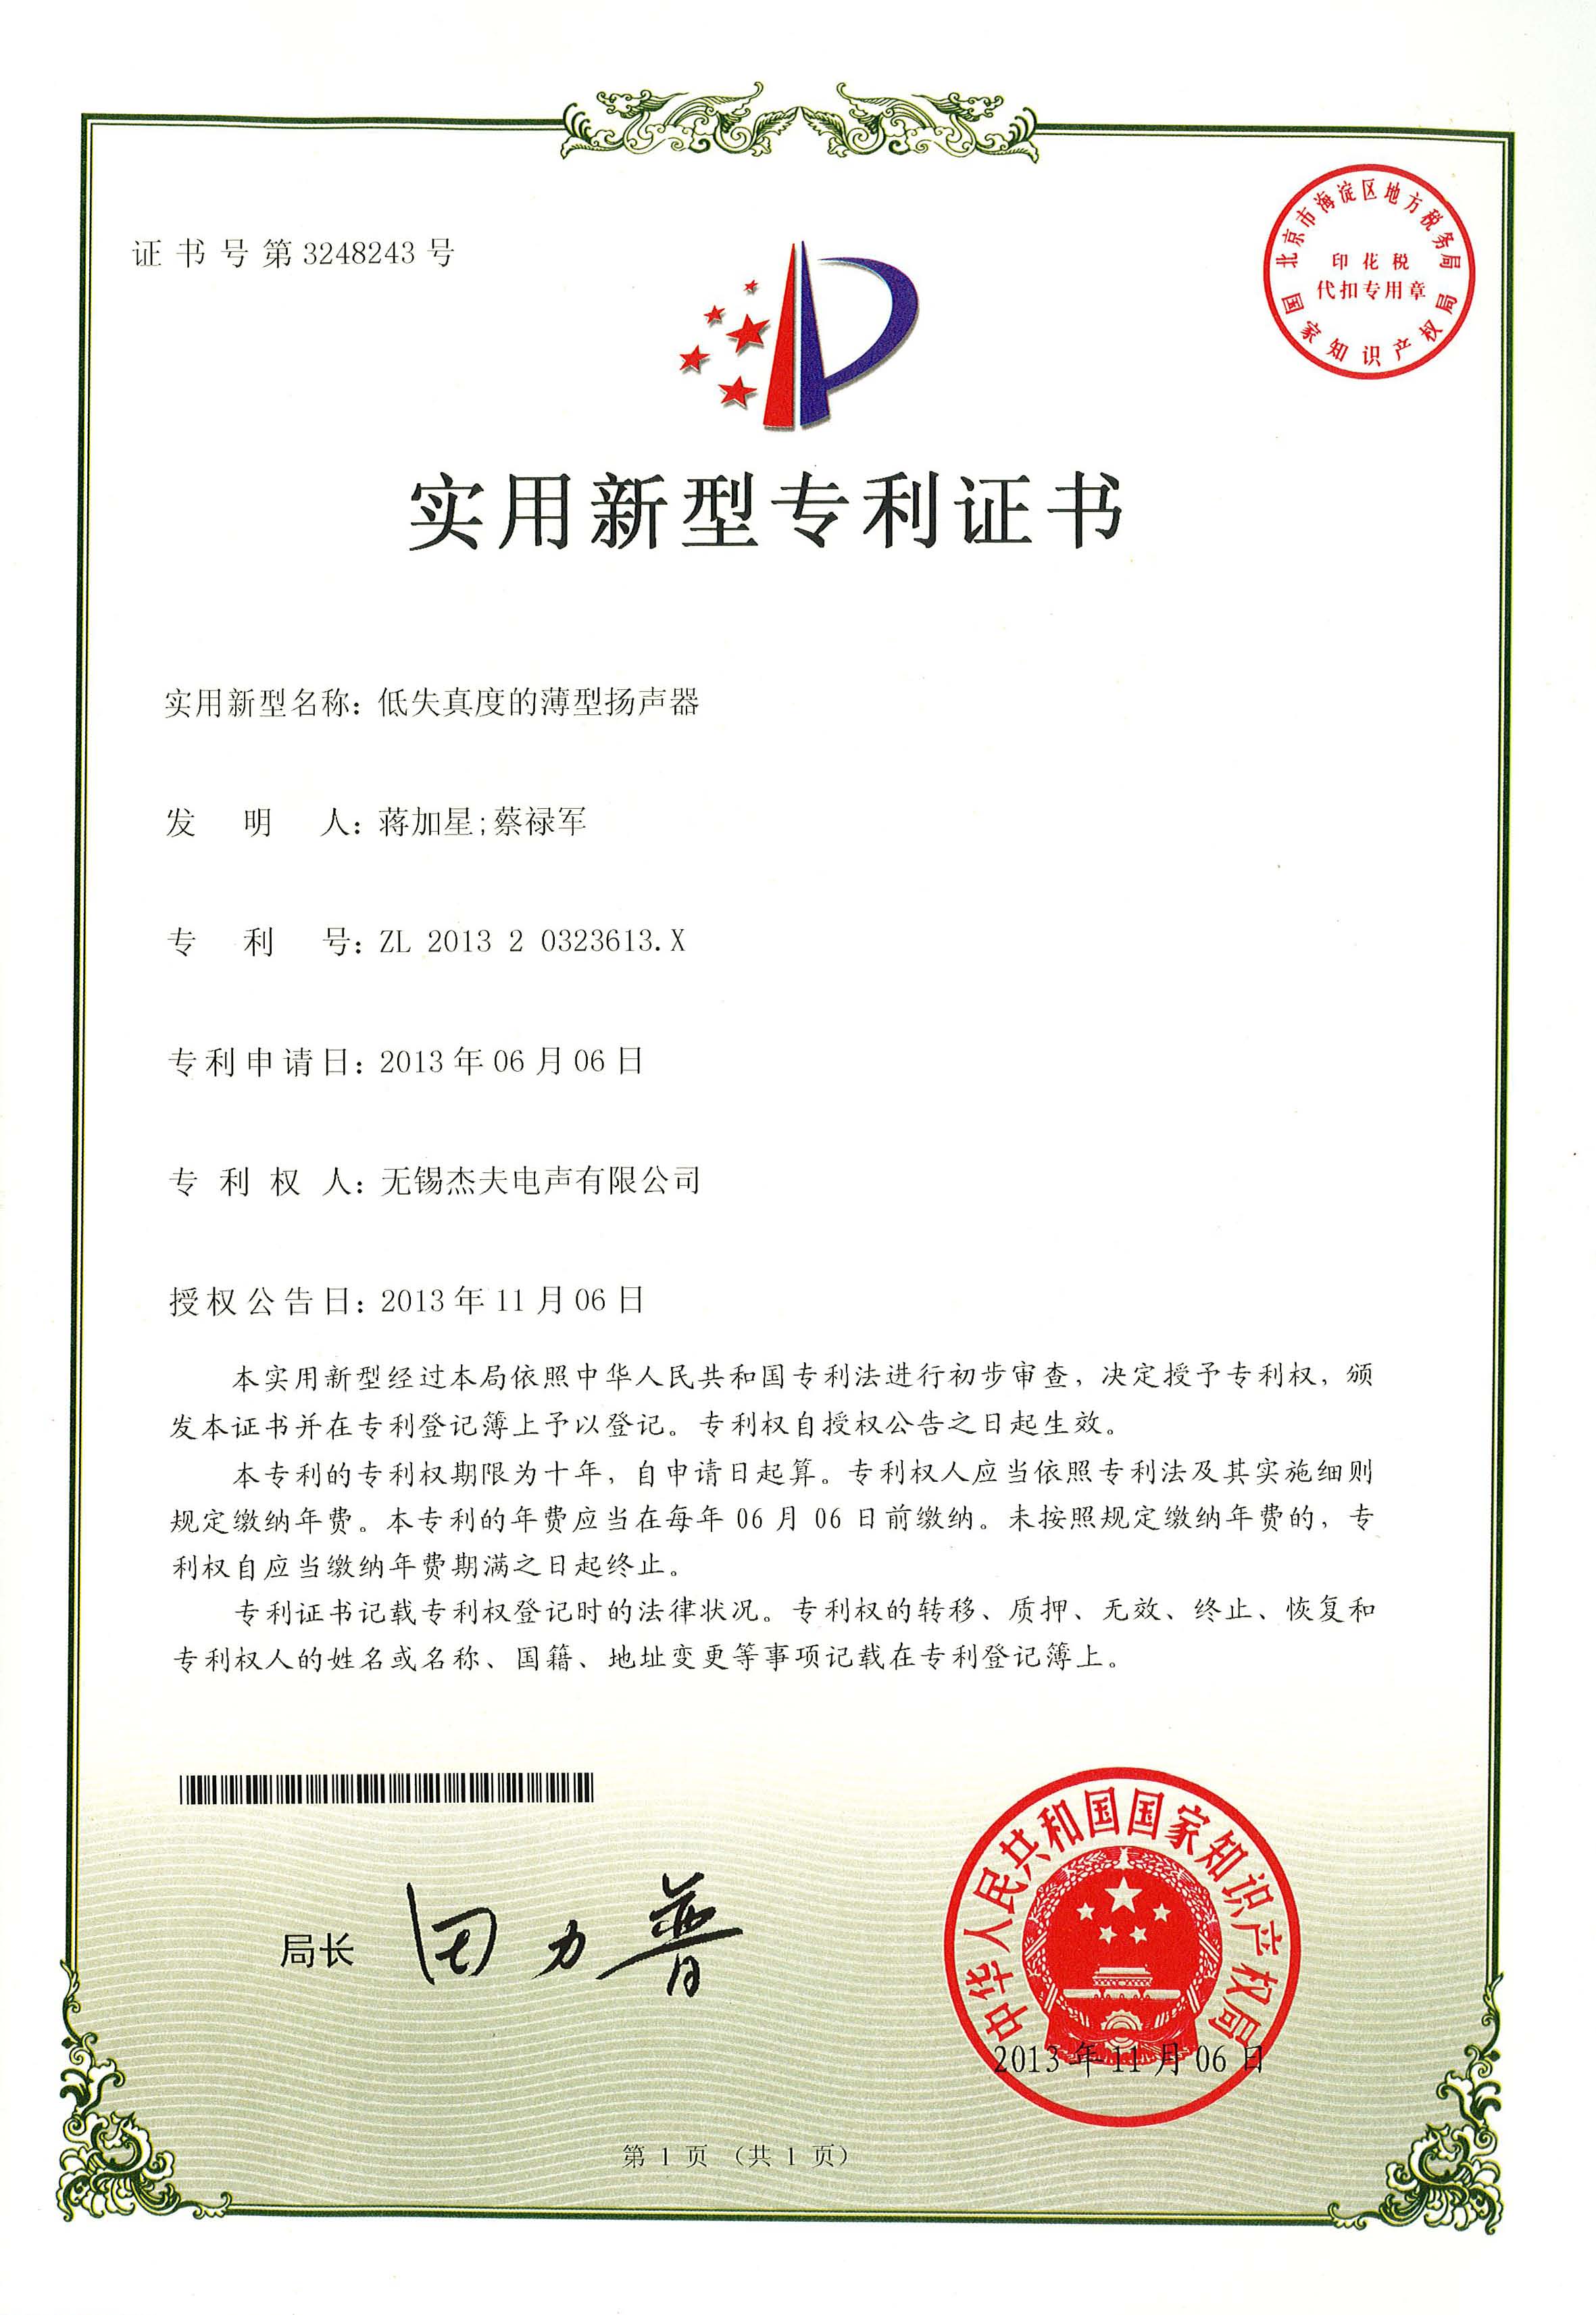 证书号第3248243号
北京市海淀区地方税务局
印花税
代扣专用章
国家知识产权局
实用新型专利证书
实用新型名称：低失真度的薄型扬声器
发明人：蒋加星;蔡禄军
专利号：ZL 2013 2 0323613.X
专利申请日：2013年06月06日
专利权人：无锡杰夫电声有限公司
授权公告日：2013年11月06日
本实用新型经过本局依照中华人民共和国专利法进行初步审查，决定授予专利权，颁
发本证书并在专利登记簿上予以登记。专利权自授权公告之日起生效。
本专利的专利权期限为十年，自申请日起算。专利权人应当依照专利法及其实施细则
规定缴纳年费。本专利的年费应当在每年06月06日前缴纳。未按照规定缴纳年费的，专
利权自应当缴纳年费期满之日起终止。
专利证书记载专利权登记时的法律状况。专利权的转移、质押、无效、终止、恢复和
专利权人的姓名或名称、国籍、地址变更等事项记载在专利登记簿上。
局长 田力普
中华人民共和国国家知识产权局
2013年11月06日
第1页（共1页）